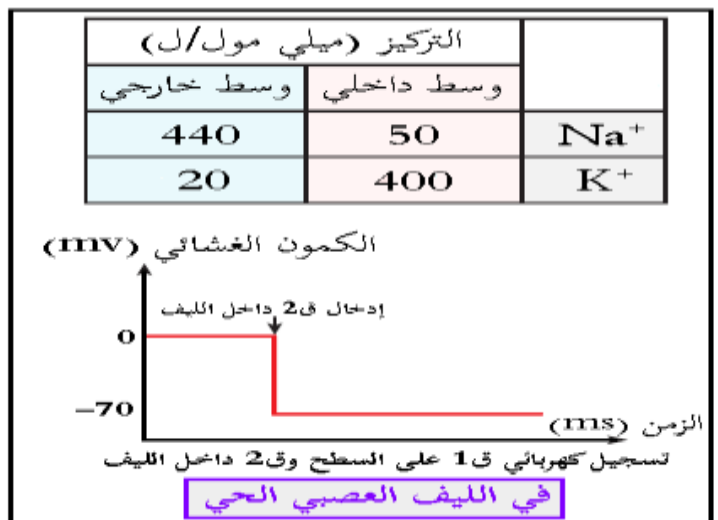 التركيز (ميلي مول/ل)
وسط داخلي وسط خارجي
Na⁺ 50 440
K⁺ 400 20
الكمون الغشائي (mv)
إدخال ق2 داخل الليف
0
−70
الزمن (ms)
تسجيل كهربائي ق1 على السطح وق2 داخل الليف
في الليف العصبي الحي